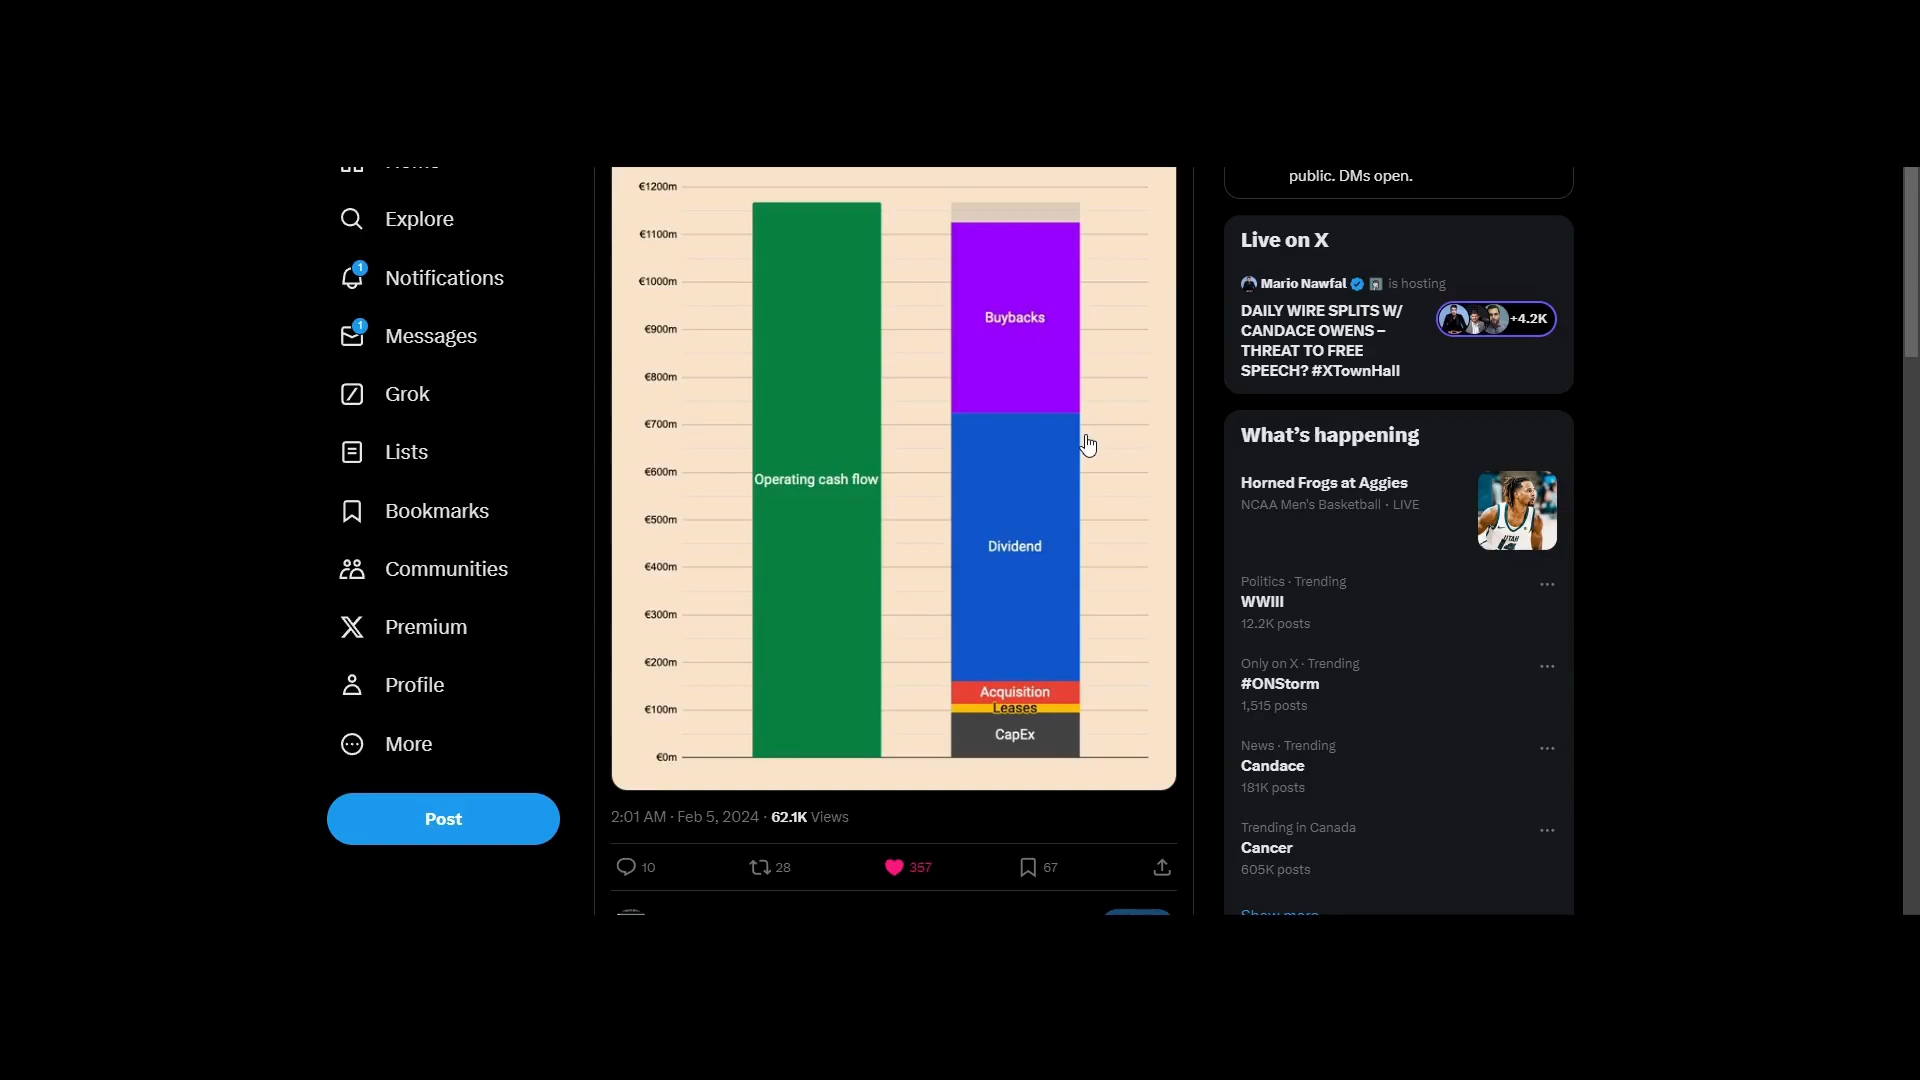 Explore
Notifications
1
Messages
1
Grok
Lists
Bookmarks
Communities
Premium
Profile
More
Post
€1200m
€1100m
€1000m
€900m
€800m
€700m
€600m
€500m
€400m
€300m
€200m
€100m
€0m
Operating cash flow
Buybacks
Dividend
Acquisition
Leases
CapEx
2:01 AM · Feb 5, 2024 · 62.1K Views
10
28
357
67
public. DMs open.
Live on X
Mario Nawfal is hosting
DAILY WIRE SPLITS W/
CANDACE OWENS –
THREAT TO FREE
SPEECH? #XTownHall
+4.2K
What’s happening
Horned Frogs at Aggies
NCAA Men's Basketball · LIVE
UTAH
Politics · Trending
WWIII
12.2K posts
Only on X · Trending
#ONStorm
1,515 posts
News · Trending
Candace
181K posts
Trending in Canada
Cancer
605K posts
Show more